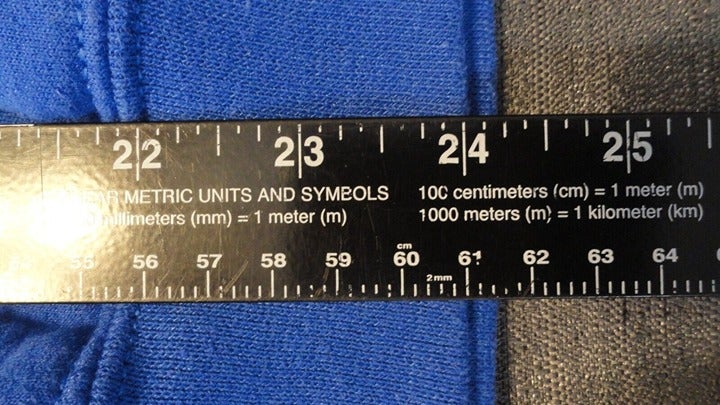 22 23 24 25
METRIC UNITS AND SYMBOLS 100 centimeters (cm) = 1 meter (m)
millimeters (mm) = 1 meter (m) 1000 meters (m) = 1 kilometer (km)
cm
55 56 57 58 59 60 61 62 63 64
2mm